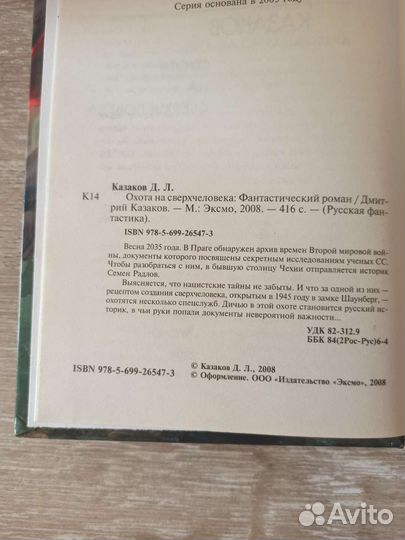 Серия основана в 2003 году
Казаков Д. Л.
К14 Охота на сверхчеловека: Фантастический роман / Дмит-
рий Казаков. — М.: Эксмо, 2008. — 416 с. — (Русская фан-
тастика).
ISBN 978-5-699-26547-3
Весна 2035 года. В Праге обнаружен архив времен Второй мировой вой-
ны, документы которого посвящены секретным исследованиям ученых СС.
Чтобы разобраться с ним, в бывшую столицу Чехии отправляется историк
Семен Радлов.
Выясняется, что нацистские тайны не забыты. И что за одной из них —
рецептом создания сверхчеловека, открытым в 1945 году в замке Шаунберг, —
охотятся несколько спецслужб. Дичью в этой охоте становится русский исто-
рик, в чьи руки попали документы невероятной важности...
УДК 82-312.9
ББК 84(2Рос-Рус)6-4
© Казаков Д. Л., 2008
ISBN 978-5-699-26547-3 © Оформление. ООО «Издательство «Эксмо», 2008
Avito